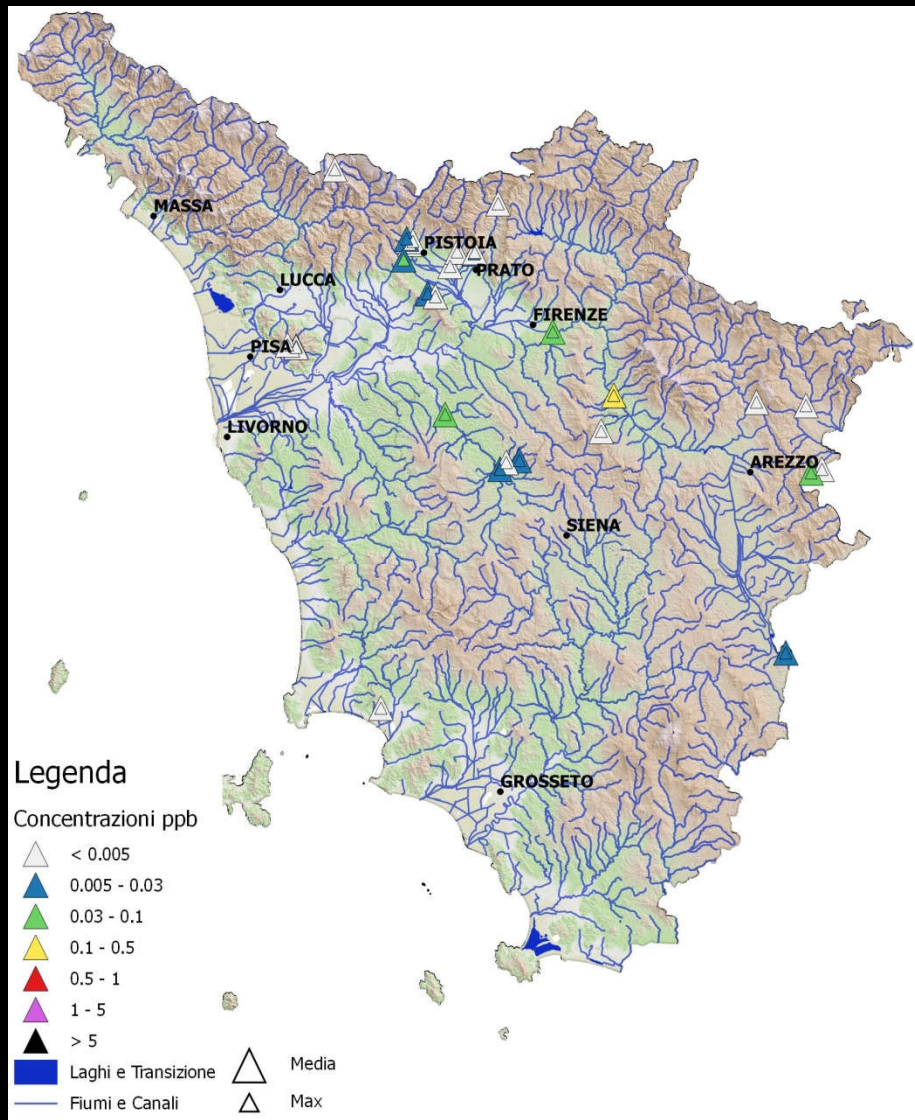 MASSA
PISTOIA
PRATO
LUCCA
FIRENZE
PISA
LIVORNO
AREZZO
SIENA
GROSSETO
Legenda
Concentrazioni ppb
< 0.005
0.005 - 0.03
0.03 - 0.1
0.1 - 0.5
0.5 - 1
1 - 5
> 5
Laghi e Transizione
Fiumi e Canali
Media
Max